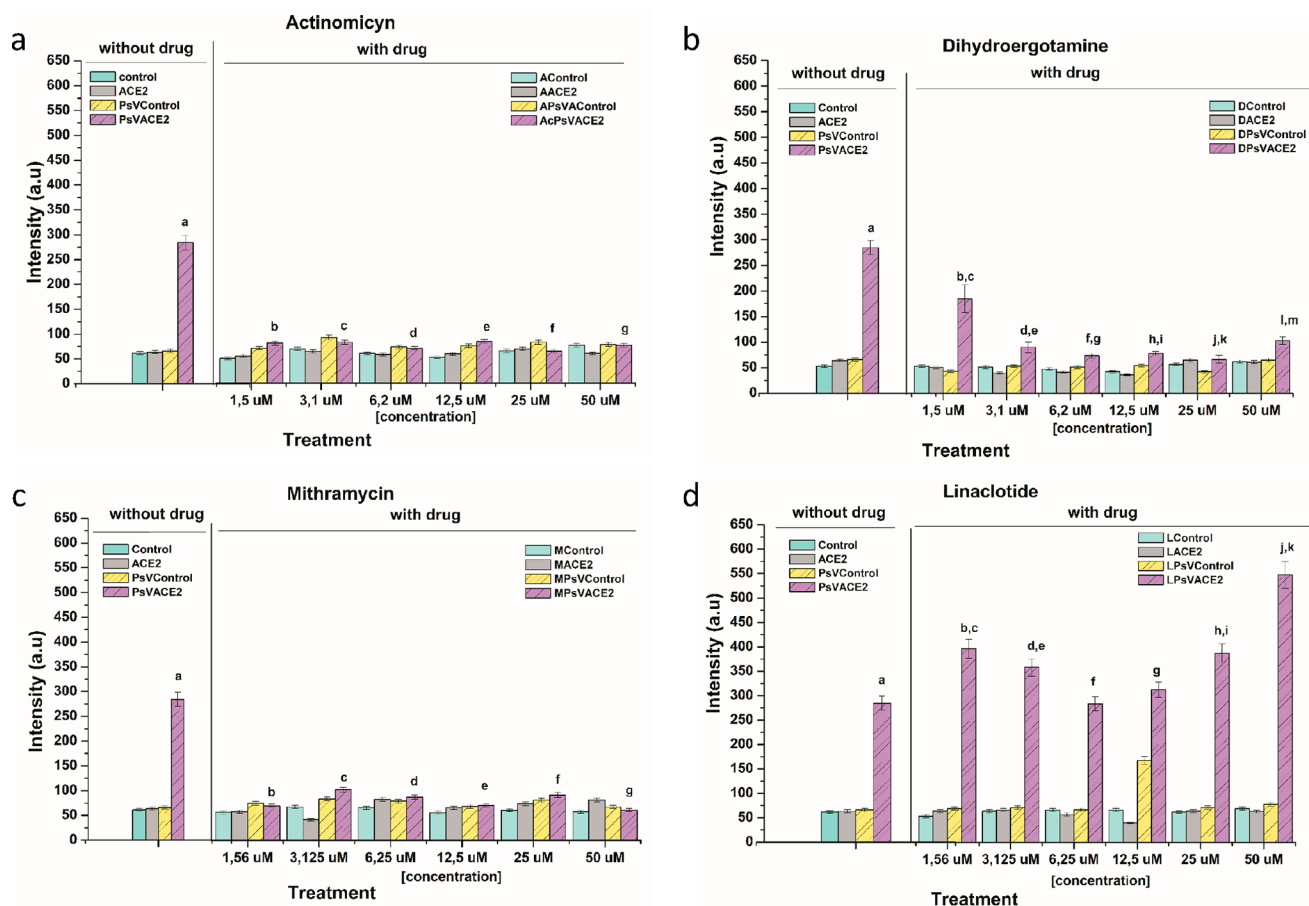 a
Actinomicyn
without drug
with drug
control
ACE2
PsVControl
PsVACE2
AControl
AACE2
APsVAControl
AcPsVACE2
Intensity (a.u)
650
600
550
500
450
400
350
300
250
200
150
100
50
0
a
b
c
d
e
f
g
1,5 uM
3,1 uM
6,2 uM
12,5 uM
25 uM
50 uM
[concentration]
Treatment
b
Dihydroergotamine
without drug
with drug
Control
ACE2
PsVControl
PsVACE2
DControl
DACE2
DPsVControl
DPsVACE2
Intensity (a.u)
650
600
550
500
450
400
350
300
250
200
150
100
50
0
a
b,c
d,e
f,g
h,i
j,k
l,m
1,5 uM
3,1 uM
6,2 uM
12,5 uM
25 uM
50 uM
[concentration]
Treatment
c
Mithramycin
without drug
with drug
Control
ACE2
PsVControl
PsVACE2
MControl
MACE2
MPsVControl
MPsVACE2
Intensity (a.u)
650
600
550
500
450
400
350
300
250
200
150
100
50
0
a
b
c
d
e
f
g
1,56 uM
3,125 uM
6,25 uM
12,5 uM
25 uM
50 uM
[concentration]
Treatment
d
Linaclotide
without drug
with drug
Control
ACE2
PsVControl
PsVACE2
LControl
LACE2
LPsVControl
LPsVACE2
Intensity (a.u)
650
600
550
500
450
400
350
300
250
200
150
100
50
0
a
b,c
d,e
f
g
h,i
j,k
1,56 uM
3,125 uM
6,25 uM
12,5 uM
25 uM
50 uM
[concentration]
Treatment